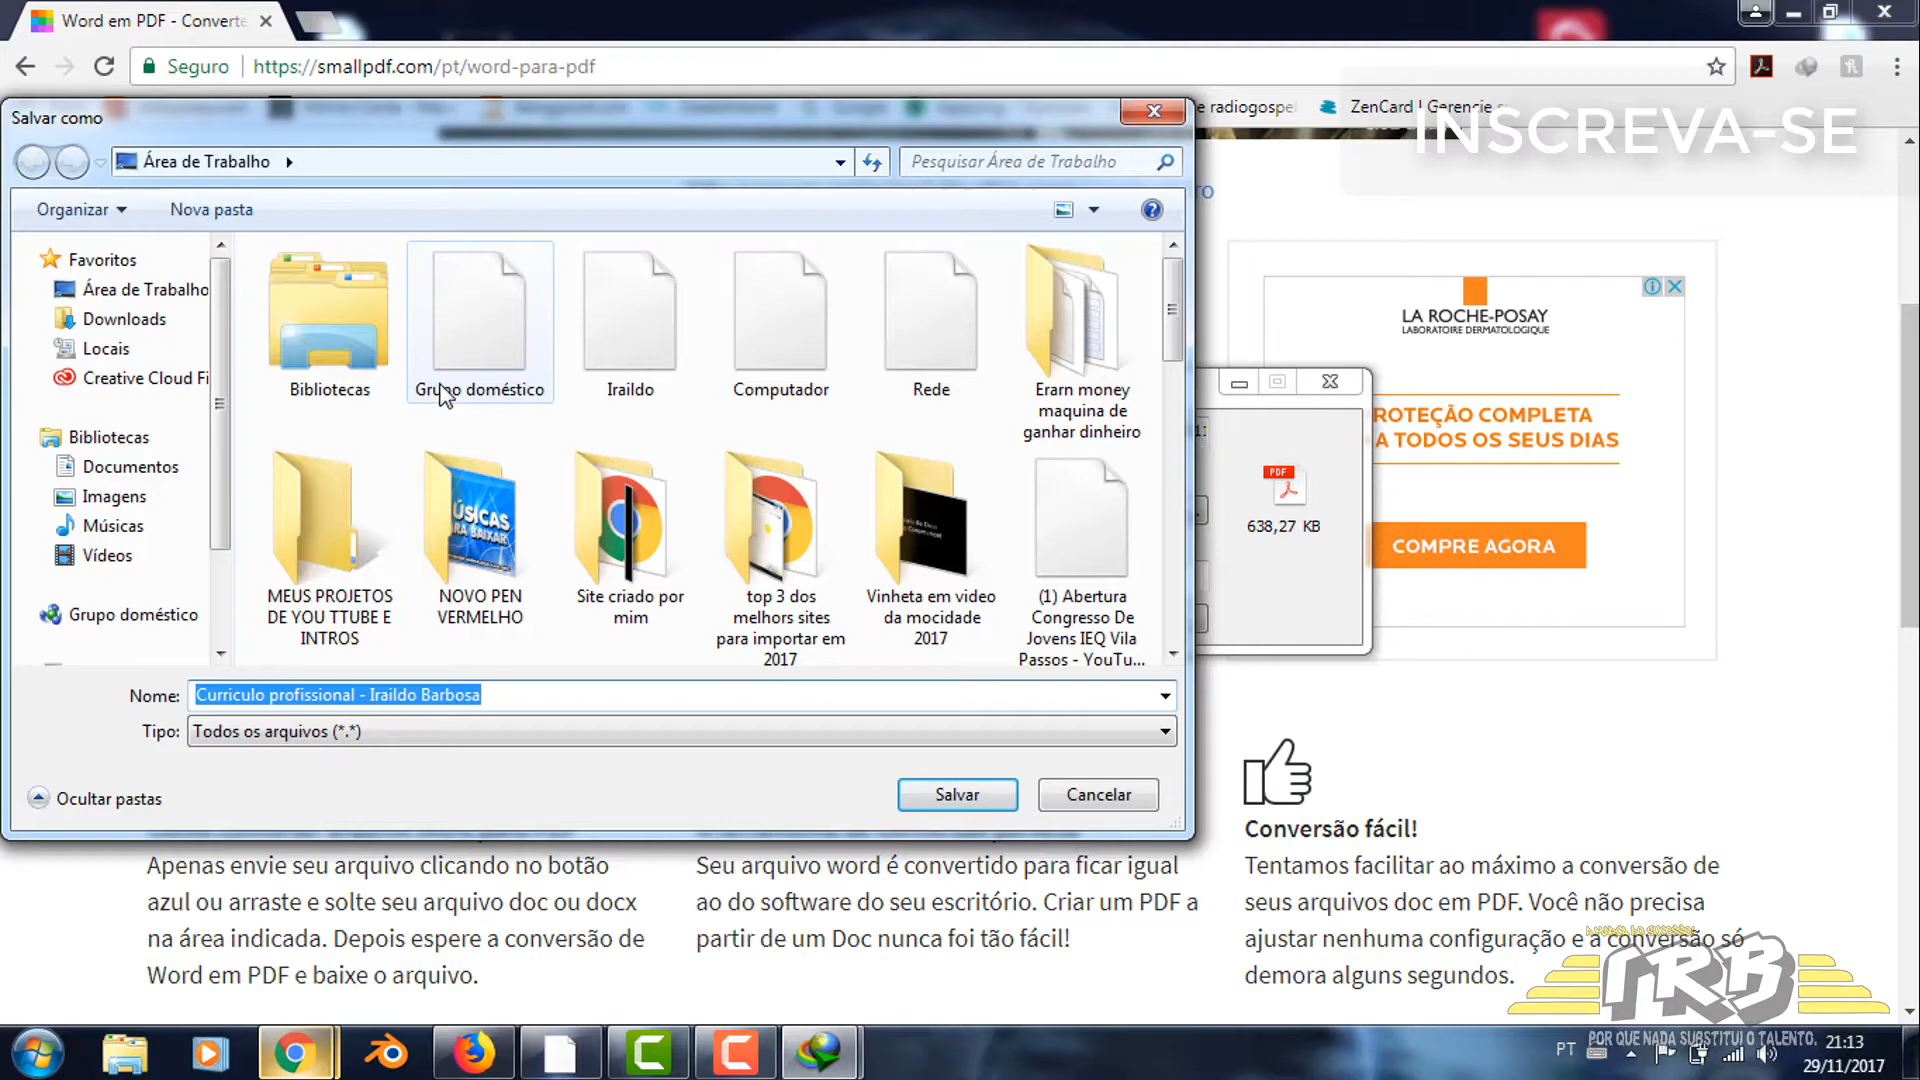 Word em PDF - Converte
Seguro
https://smallpdf.com/pt/word-para-pdf
e radiogospel
ZenCard | Gerencie s
INSCREVA-SE
Salvar como
Área de Trabalho
Pesquisar Área de Trabalho
Organizar
Nova pasta
Favoritos
Área de Trabalho
Downloads
Locais
Creative Cloud Fi
Bibliotecas
Documentos
Imagens
Músicas
Vídeos
Grupo doméstico
Bibliotecas
Grupo doméstico
Iraildo
Computador
Rede
Erarn money
maquina de
ganhar dinheiro
MEUS PROJETOS
DE YOU TTUBE E
INTROS
ÚSICAS
ARA BAIXAR
NOVO PEN
VERMELHO
Site criado por
mim
top 3 dos
melhors sites
para importar em
2017
Vinheta em video
da mocidade
2017
(1) Abertura
Congresso De
Jovens IEQ Vila
Passos - YouTu...
Nome:
Curriculo profissional - Iraildo Barbosa
Tipo:
Todos os arquivos (*.*)
Ocultar pastas
Salvar
Cancelar
PDF
638,27 KB
LA ROCHE-POSAY
LABORATOIRE DERMATOLOGIQUE
ROTEÇÃO COMPLETA
A TODOS OS SEUS DIAS
COMPRE AGORA
Apenas envie seu arquivo clicando no botão
azul ou arraste e solte seu arquivo doc ou docx
na área indicada. Depois espere a conversão de
Word em PDF e baixe o arquivo.
Seu arquivo word é convertido para ficar igual
ao do software do seu escritório. Criar um PDF a
partir de um Doc nunca foi tão fácil!
Conversão fácil!
Tentamos facilitar ao máximo a conversão de
seus arquivos doc em PDF. Você não precisa
ajustar nenhuma configuração e a conversão só
demora alguns segundos.
IRB
POR QUE NADA SUBSTITUI O TALENTO.
PT
21:13
29/11/2017